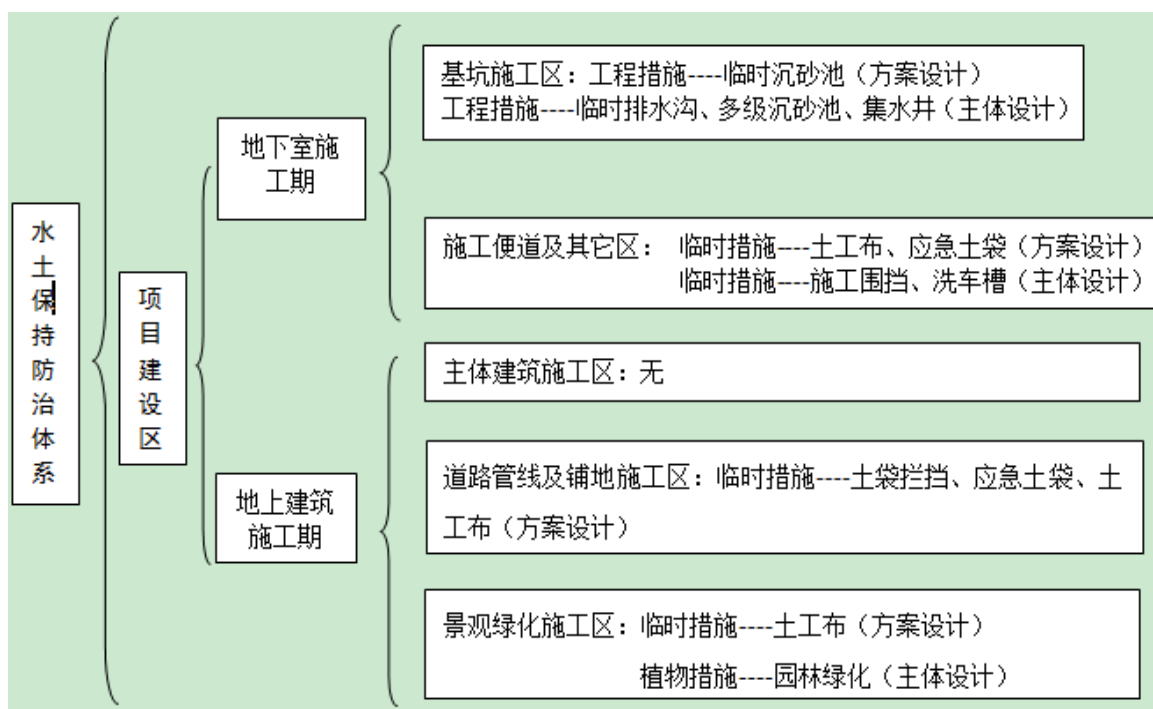 水土保持防治体系
项目建设区
地下室施
工期
基坑施工区：工程措施----临时沉砂池（方案设计）
工程措施----临时排水沟、多级沉砂池、集水井（主体设计）
施工便道及其它区： 临时措施----土工布、应急土袋（方案设计）
临时措施----施工围挡、洗车槽（主体设计）
地上建筑
施工期
主体建筑施工区：无
道路管线及铺地施工区：临时措施----土袋拦挡、应急土袋、土
工布（方案设计）
景观绿化施工区：临时措施----土工布（方案设计）
植物措施----园林绿化（主体设计）